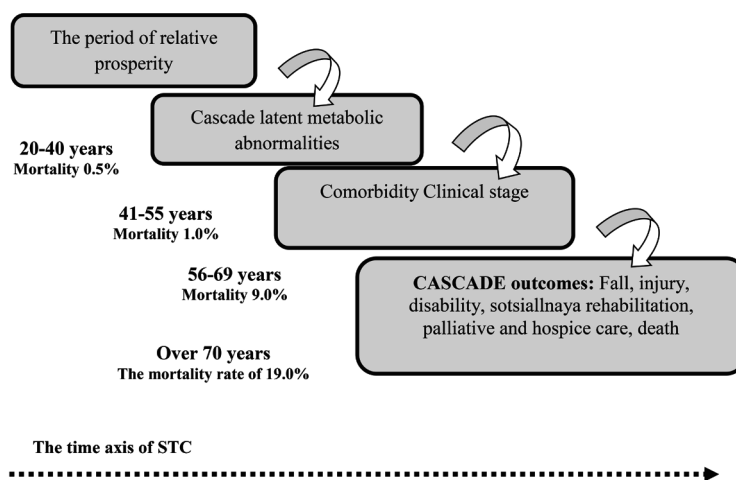 The period of relative
prosperity
Cascade latent metabolic
abnormalities
20-40 years
Mortality 0.5%
Comorbidity Clinical stage
41-55 years
Mortality 1.0%
56-69 years
Mortality 9.0%
CASCADE outcomes: Fall, injury,
disability, sotsiallnaya rehabilitation,
palliative and hospice care, death
Over 70 years
The mortality rate of 19.0%
The time axis of STC